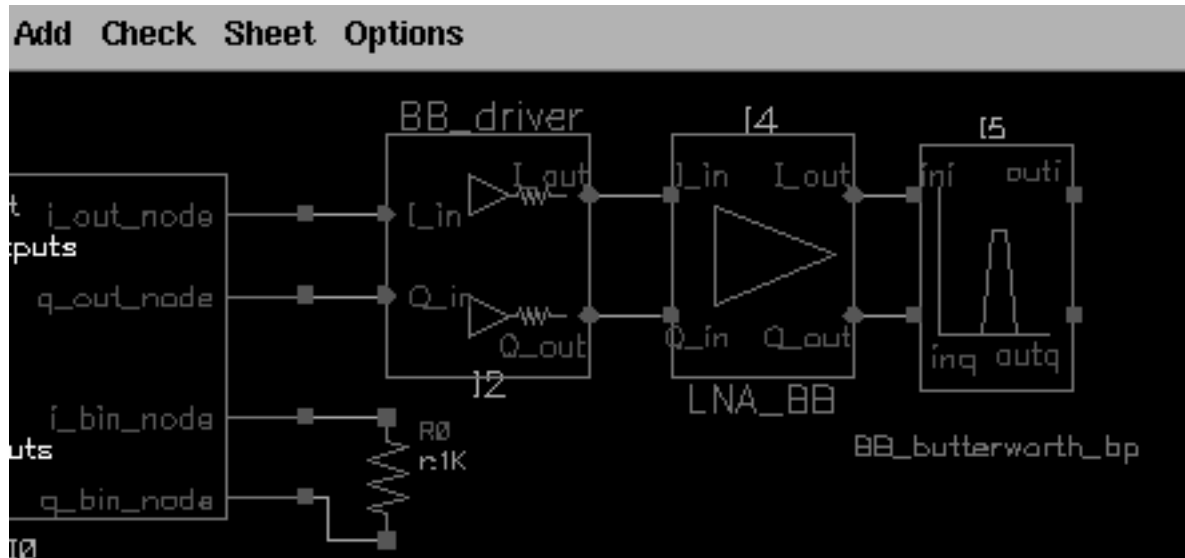 Add Check Sheet Options
BB_driver
I4
I5
I_out
I_in
I_out
ini
outi
t
i_out_node
I_in
puts
q_out_node
Q_in
Q_out
Q_in
Q_out
inq
outq
I2
LNA_BB
i_bin_node
R0
r:1K
BB_butterworth_bp
uts
q_bin_node
I0